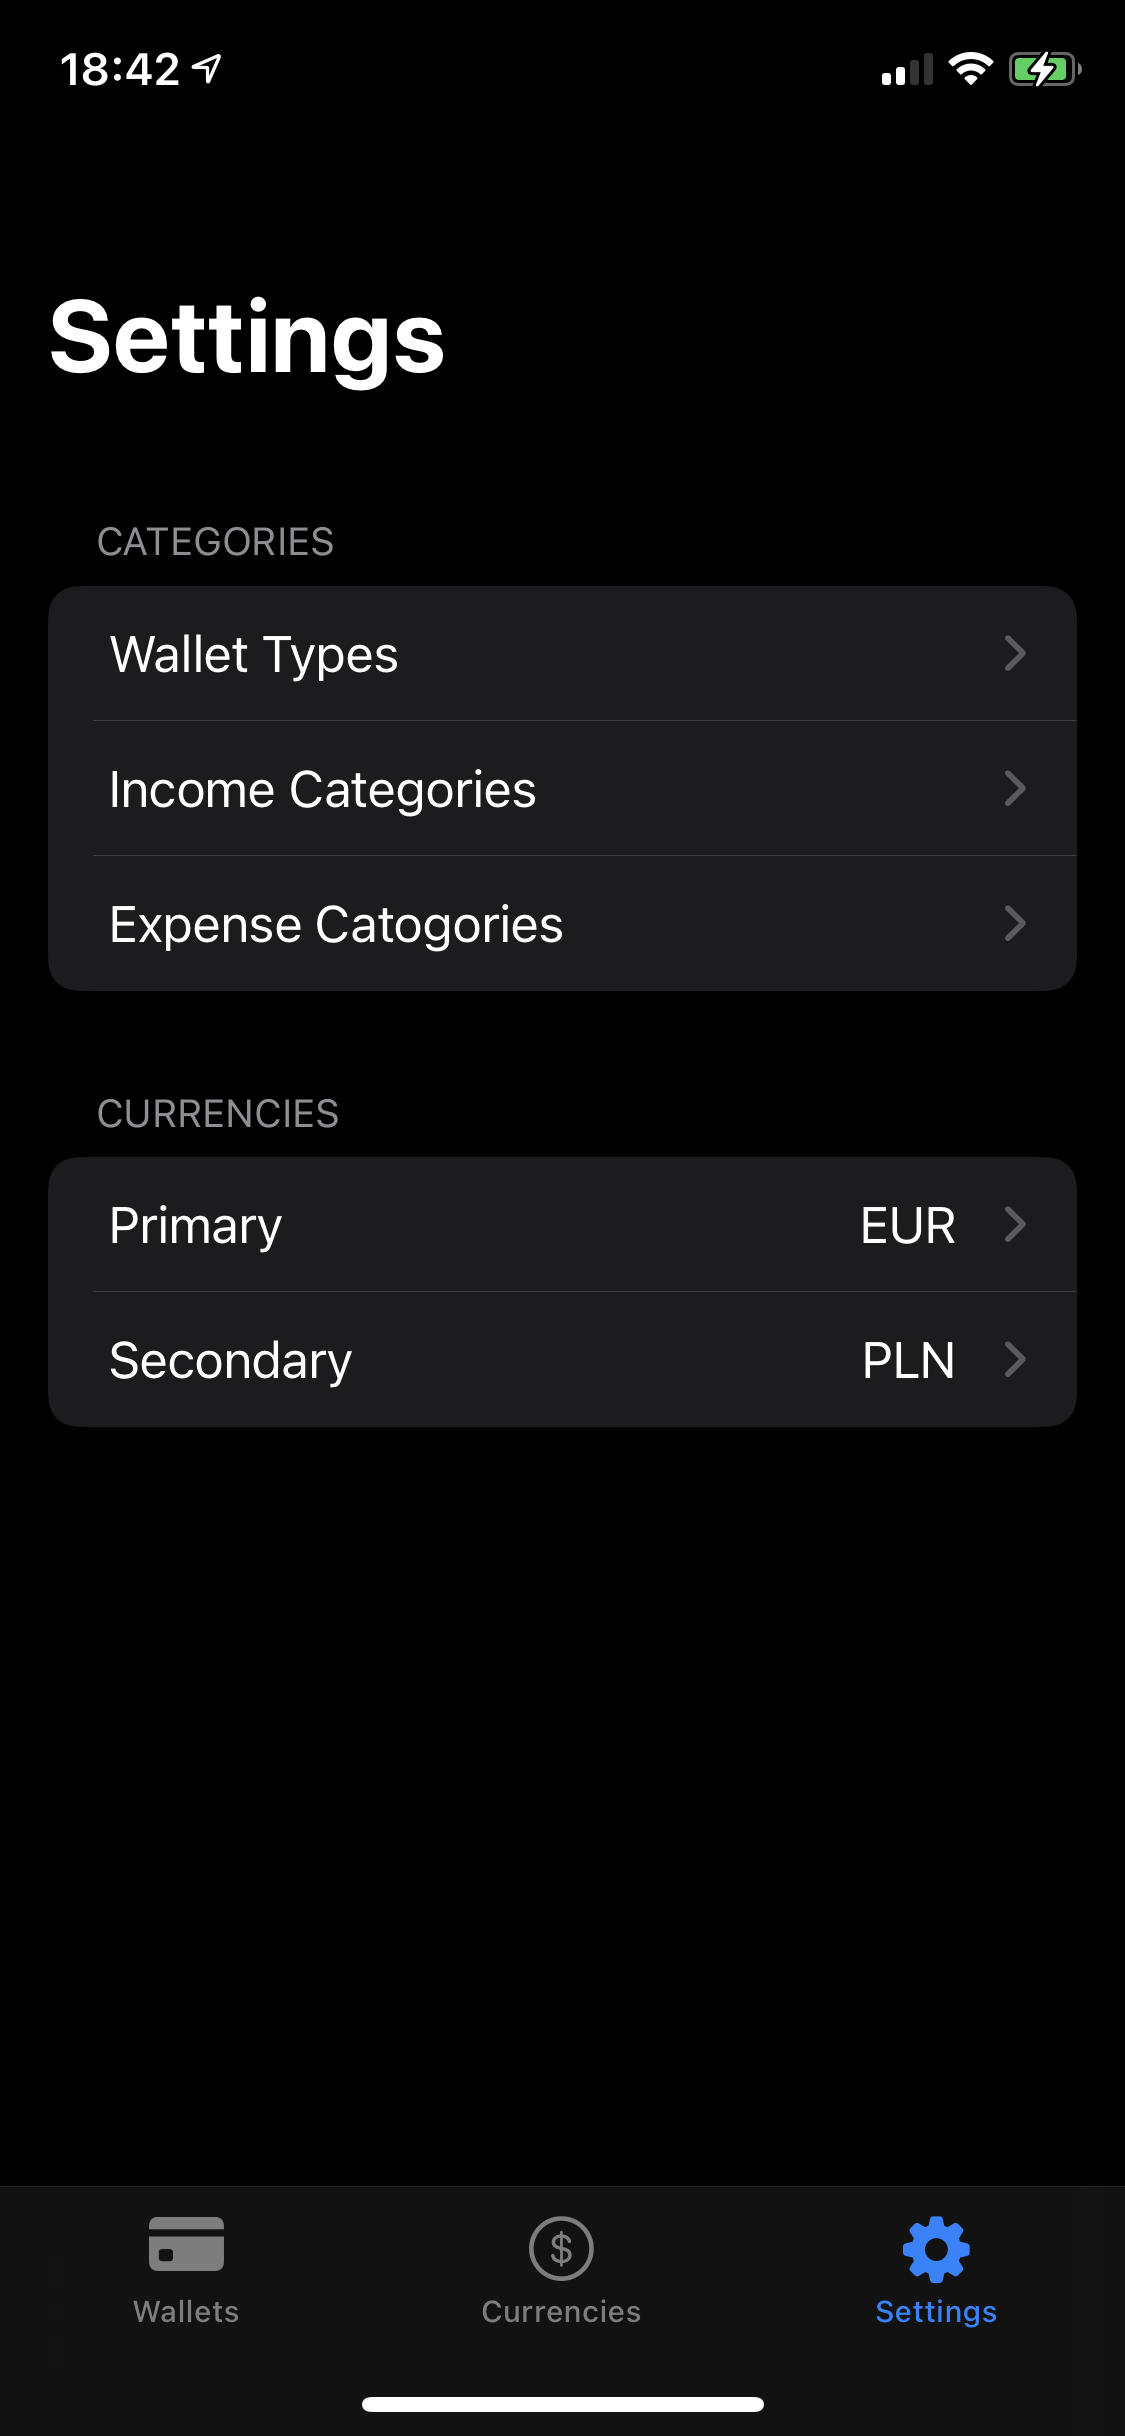 18:42
Settings
CATEGORIES
Wallet Types
Income Categories
Expense Catogories
CURRENCIES
Primary EUR
Secondary PLN
Wallets Currencies Settings